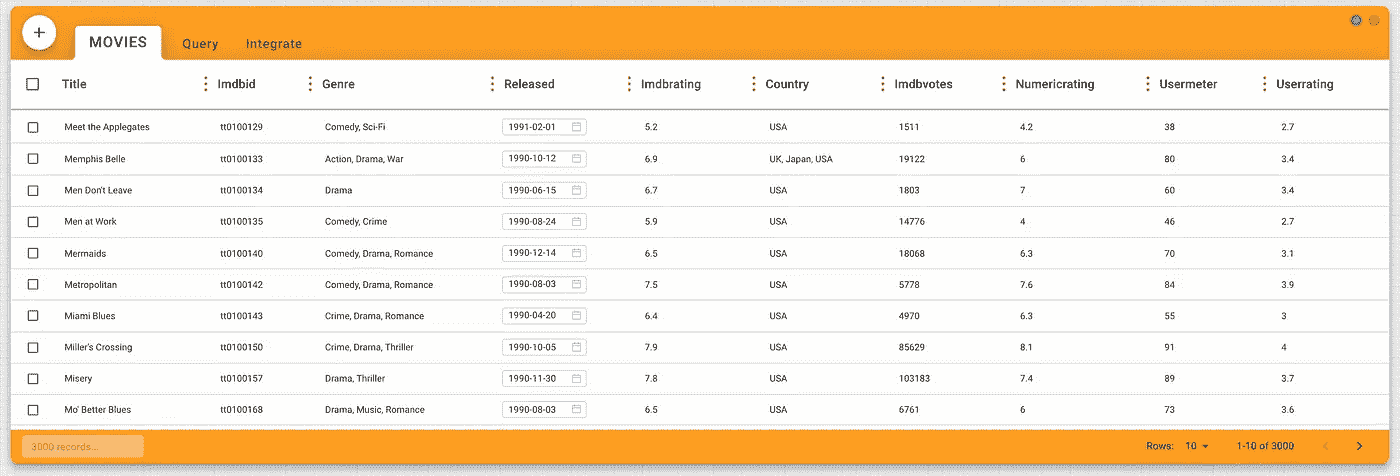 + MOVIES Query Integrate
Title Imdbid Genre Released Imdbrating Country Imdbvotes Numericrating Usermeter Userrating
Meet the Applegates tt0100129 Comedy, Sci-Fi 1991-02-01 5.2 USA 1511 4.2 38 2.7
Memphis Belle tt0100133 Action, Drama, War 1990-10-12 6.9 UK, Japan, USA 19122 6 80 3.4
Men Don't Leave tt0100134 Drama 1990-06-15 6.7 USA 1803 7 60 3.4
Men at Work tt0100135 Comedy, Crime 1990-08-24 5.9 USA 14776 4 46 2.7
Mermaids tt0100140 Comedy, Drama, Romance 1990-12-14 6.5 USA 18068 6.3 70 3.1
Metropolitan tt0100142 Comedy, Drama, Romance 1990-08-03 7.5 USA 5778 7.6 84 3.9
Miami Blues tt0100143 Crime, Drama, Romance 1990-04-20 6.4 USA 4970 6.3 55 3
Miller's Crossing tt0100150 Crime, Drama, Thriller 1990-10-05 7.9 USA 85629 8.1 91 4
Misery tt0100157 Drama, Thriller 1990-11-30 7.8 USA 103183 7.4 89 3.7
Mo' Better Blues tt0100168 Drama, Music, Romance 1990-08-03 6.5 USA 6761 6 73 3.6
3000 records... Rows: 10 1-10 of 3000